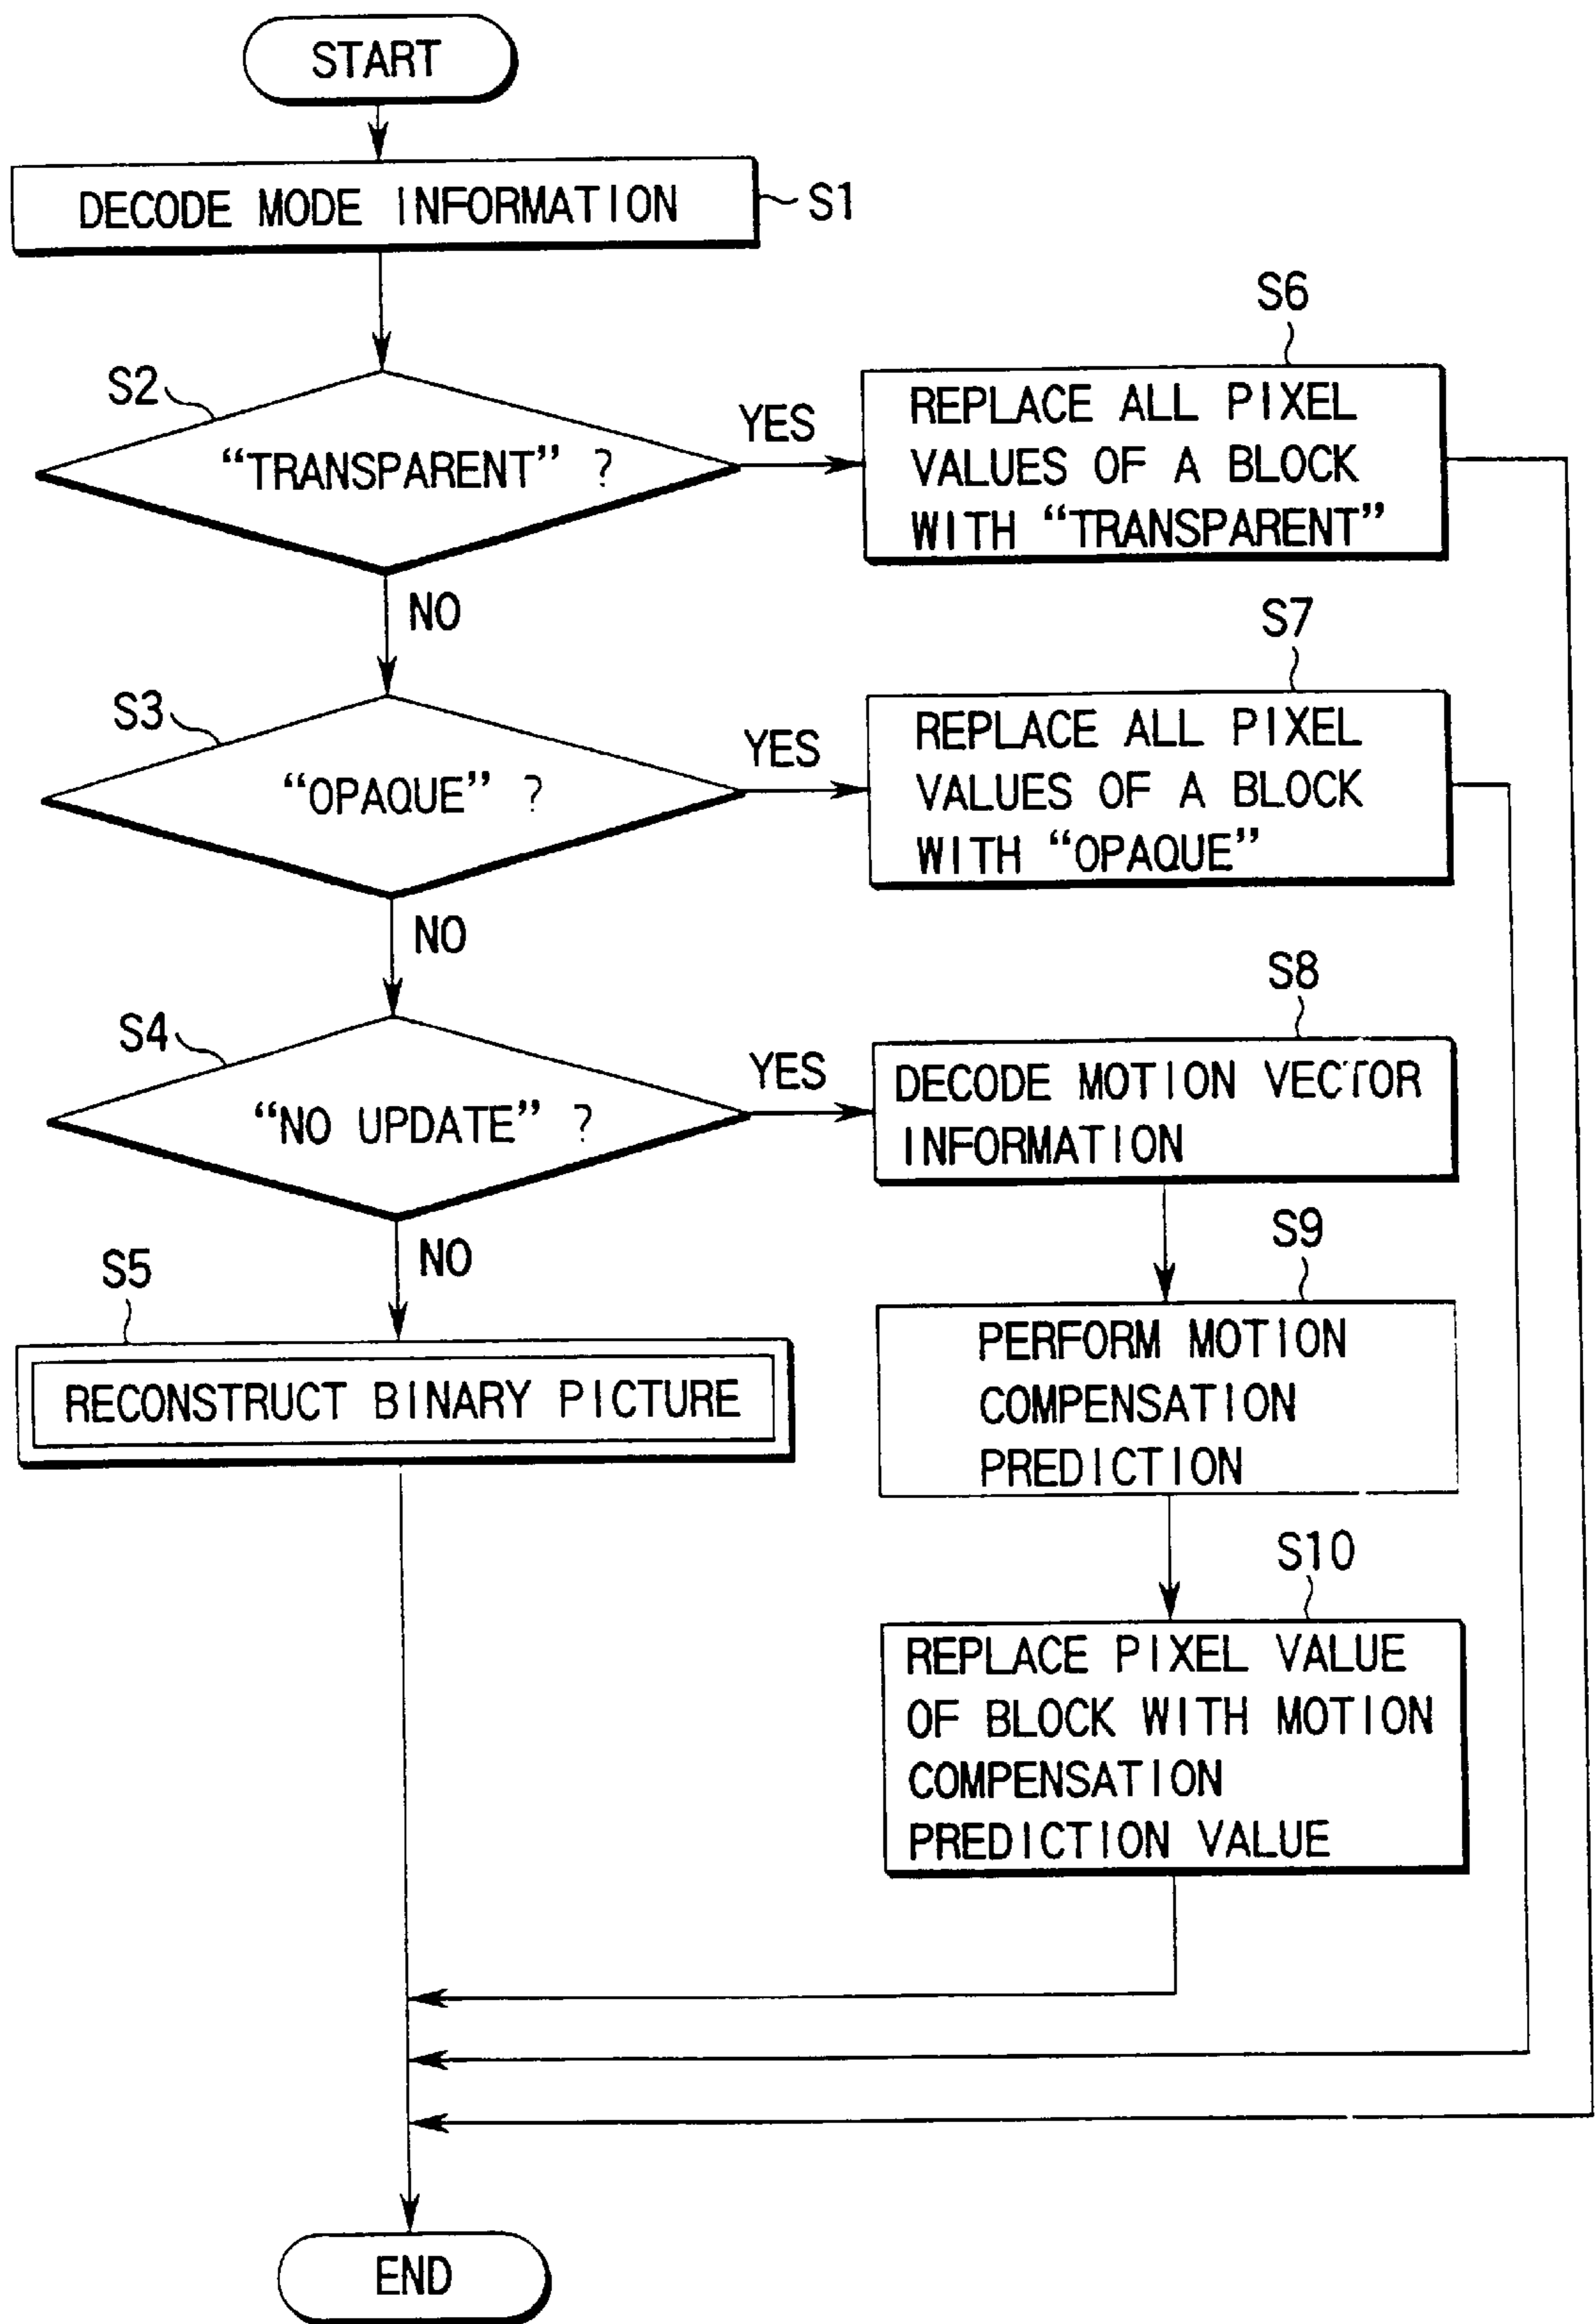 START
DECODE MODE INFORMATION
S1
S2
"TRANSPARENT" ?
YES
S6
REPLACE ALL PIXEL
VALUES OF A BLOCK
WITH "TRANSPARENT"
NO
S3
"OPAQUE" ?
YES
S7
REPLACE ALL PIXEL
VALUES OF A BLOCK
WITH "OPAQUE"
NO
S4
"NO UPDATE" ?
YES
S8
DECODE MOTION VECTOR
INFORMATION
NO
S5
RECONSTRUCT BINARY PICTURE
S9
PERFORM MOTION
COMPENSATION
PREDICTION
S10
REPLACE PIXEL VALUE
OF BLOCK WITH MOTION
COMPENSATION
PREDICTION VALUE
END